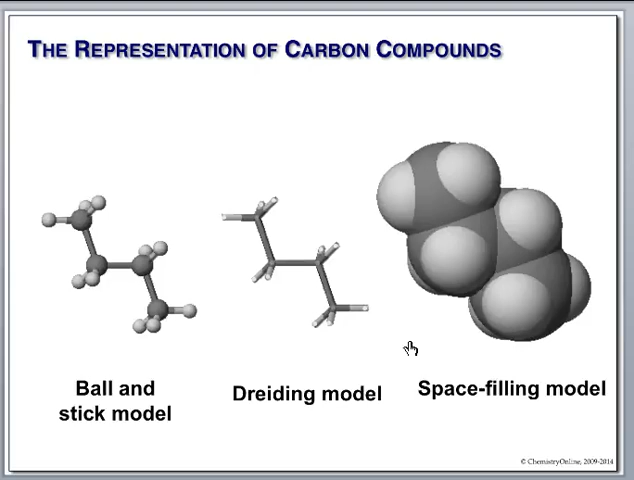 THE REPRESENTATION OF CARBON COMPOUNDS
Ball and
stick model
Dreiding model
Space-filling model
© ChemistryOnline, 2009-2014